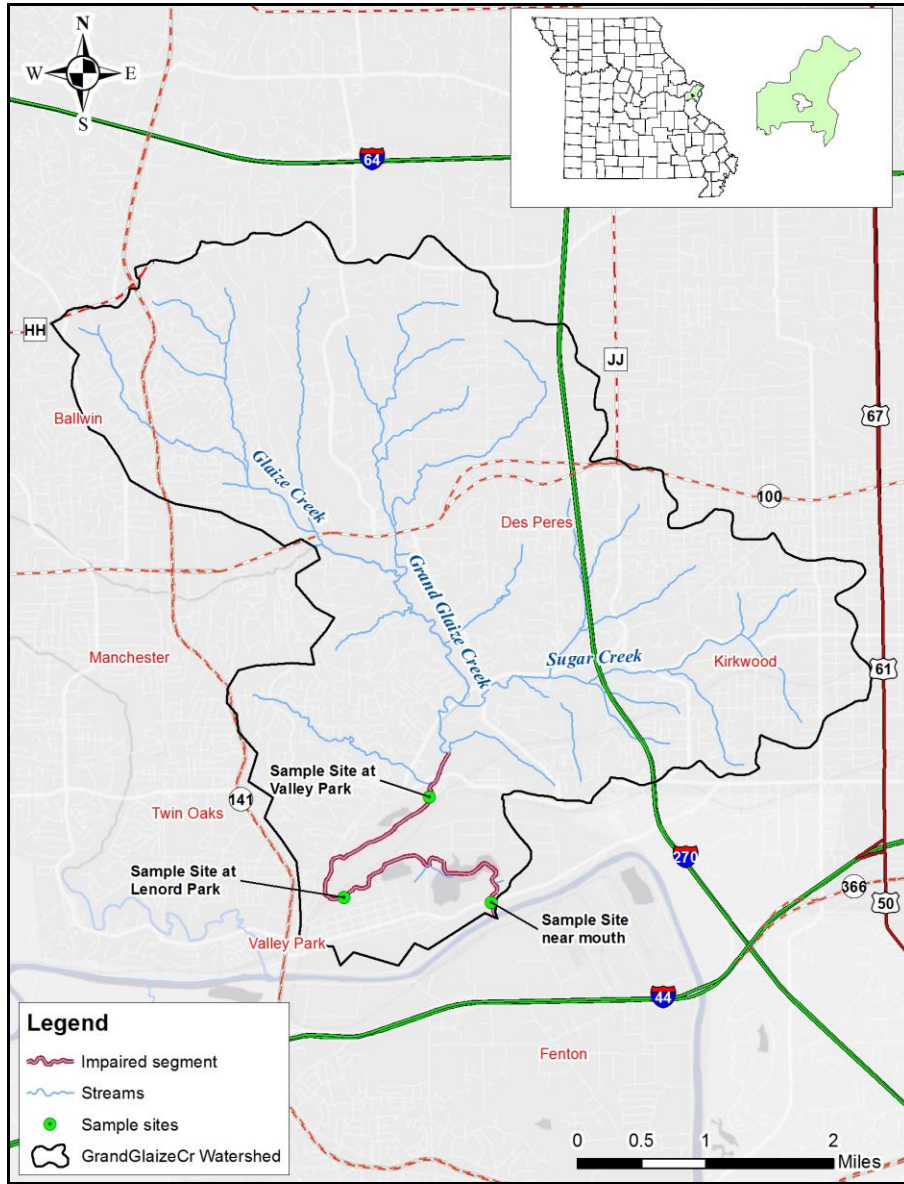 N
W E
S
64
HH
JJ
Ballwin
67
Glaize Creek
100
Des Peres
Grand Glaize Creek
Manchester
Sugar Creek
Kirkwood
61
Sample Site at
Valley Park
141
Twin Oaks
Sample Site at
Lenord Park
270
366
50
Sample Site
near mouth
Valley Park
44
Fenton
Legend
Impaired segment
Streams
Sample sites
GrandGlaizeCr Watershed
0 0.5 1 2
Miles